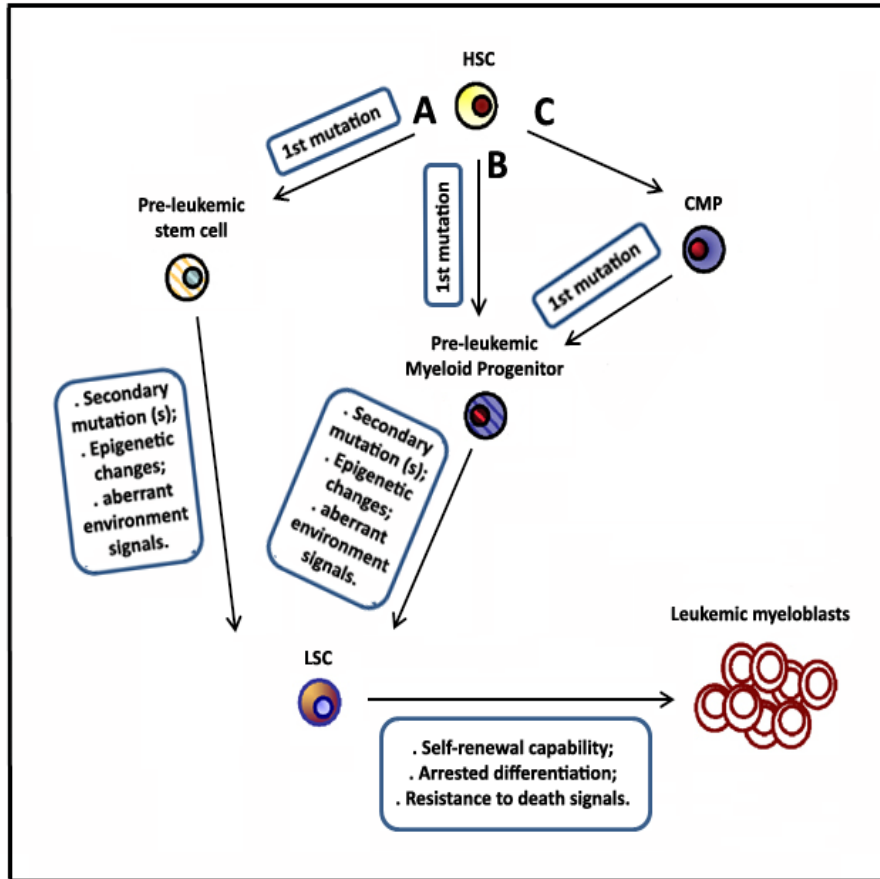 HSC
A
C
1st mutation
B
Pre-leukemic
stem cell
1st mutation
CMP
1st mutation
Pre-leukemic
Myeloid Progenitor
. Secondary
mutation (s);
. Epigenetic
changes;
. aberrant
environment
signals.
. Secondary
mutation (s);
. Epigenetic
changes;
. aberrant
environment
signals.
Leukemic myeloblasts
LSC
. Self-renewal capability;
. Arrested differentiation;
. Resistance to death signals.